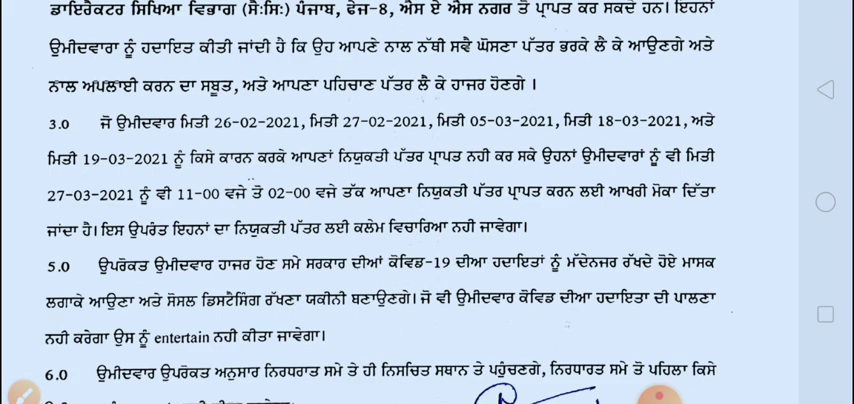 ਡਾਇਰੈਕਟਰ ਸਿਖਿਆ ਵਿਭਾਗ (ਸੈ:ਸਿ:) ਪੰਜਾਬ, ਫੇਜ-8, ਐਸ ਏ ਐਸ ਨਗਰ ਤੋ ਪ੍ਰਾਪਤ ਕਰ ਸਕਦੇ ਹਨ। ਇਹਨਾਂ
ਉਮੀਦਵਾਰਾ ਨੂੰ ਹਦਾਇਤ ਕੀਤੀ ਜਾਂਦੀ ਹੈ ਕਿ ਉਹ ਆਪਣੇ ਨਾਲ ਨੱਥੀ ਸਵੈ ਘੋਸਣਾ ਪੱਤਰ ਭਰਕੇ ਲੈ ਕੇ ਆਉਣਗੇ ਅਤੇ
ਨਾਲ ਅਪਲਾਈ ਕਰਨ ਦਾ ਸਬੂਤ, ਅਤੇ ਆਪਣਾ ਪਹਿਚਾਣ ਪੱਤਰ ਲੈ ਕੇ ਹਾਜਰ ਹੋਣਗੇ ।
3.0 ਜੋ ਉਮੀਦਵਾਰ ਮਿਤੀ 26-02-2021, ਮਿਤੀ 27-02-2021, ਮਿਤੀ 05-03-2021, ਮਿਤੀ 18-03-2021, ਅਤੇ
ਮਿਤੀ 19-03-2021 ਨੂੰ ਕਿਸੇ ਕਾਰਨ ਕਰਕੇ ਆਪਣਾਂ ਨਿਯੁਕਤੀ ਪੱਤਰ ਪ੍ਰਾਪਤ ਨਹੀ ਕਰ ਸਕੇ ਉਹਨਾਂ ਉਮੀਦਵਾਰਾਂ ਨੂੰ ਵੀ ਮਿਤੀ
27-03-2021 ਨੂੰ ਵੀ 11-00 ਵਜੇ ਤੋ 02-00 ਵਜੇ ਤੱਕ ਆਪਣਾ ਨਿਯੁਕਤੀ ਪੱਤਰ ਪ੍ਰਾਪਤ ਕਰਨ ਲਈ ਆਖਰੀ ਮੋਕਾ ਦਿੱਤਾ
ਜਾਂਦਾ ਹੈ। ਇਸ ਉਪਰੰਤ ਇਹਨਾਂ ਦਾ ਨਿਯੁਕਤੀ ਪੱਤਰ ਲਈ ਕਲੇਮ ਵਿਚਾਰਿਆ ਨਹੀ ਜਾਵੇਗਾ।
5.0 ਉਪਰੋਕਤ ਉਮੀਦਵਾਰ ਹਾਜਰ ਹੋਣ ਸਮੇ ਸਰਕਾਰ ਦੀਆਂ ਕੋਵਿਡ-19 ਦੀਆ ਹਦਾਇਤਾਂ ਨੂੰ ਮੱਦੇਨਜਰ ਰੱਖਦੇ ਹੋਏ ਮਾਸਕ
ਲਗਾਕੇ ਆਉਣਾ ਅਤੇ ਸੋਸਲ ਡਿਸਟੈਸਿੰਗ ਰੱਖਣਾ ਯਕੀਨੀ ਬਣਾਉਣਗੇ। ਜੋ ਵੀ ਉਮੀਦਵਾਰ ਕੋਵਿਡ ਦੀਆ ਹਦਾਇਤਾ ਦੀ ਪਾਲਣਾ
ਨਹੀ ਕਰੇਗਾ ਉਸ ਨੂੰ entertain ਨਹੀ ਕੀਤਾ ਜਾਵੇਗਾ।
6.0 ਉਮੀਦਵਾਰ ਉਪਰੋਕਤ ਅਨੁਸਾਰ ਨਿਰਧਰਾਤ ਸਮੇ ਤੇ ਹੀ ਨਿਸਚਿਤ ਸਥਾਨ ਤੇ ਪਹੁੰਚਣਗੇ, ਨਿਰਧਾਰਤ ਸਮੇ ਤੋ ਪਹਿਲਾ ਕਿਸੇ